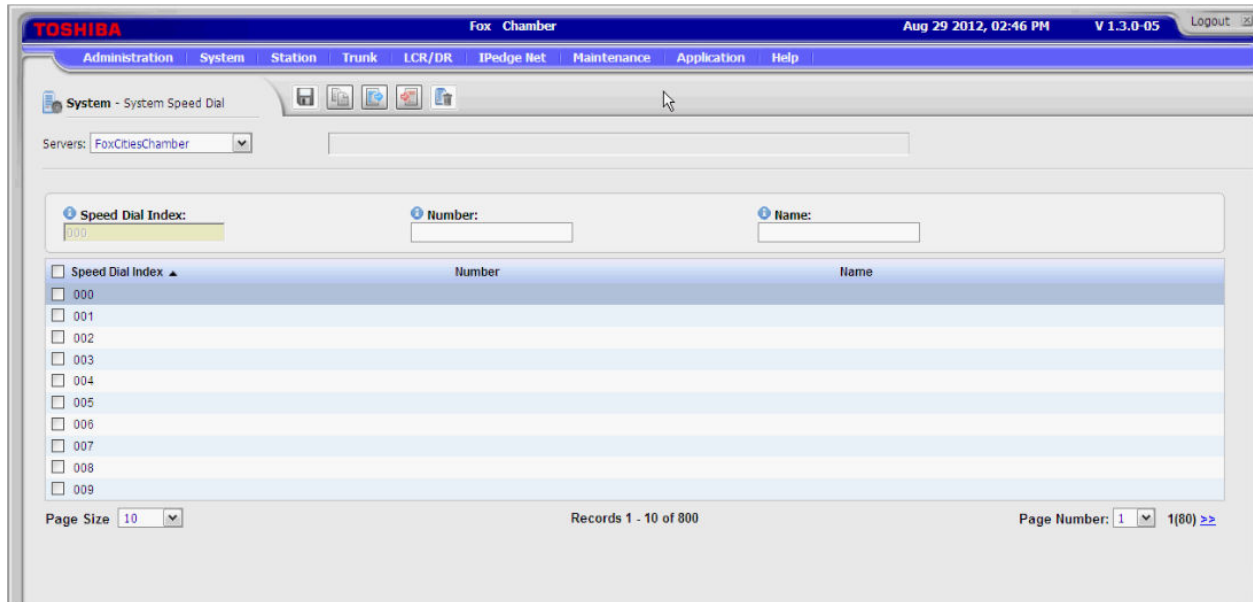 TOSHIBA Fox Chamber Aug 29 2012, 02:46 PM V 1.3.0-05 Logout
Administration System Station Trunk LCR/DR IPedge Net Maintenance Application Help
System - System Speed Dial
Servers: FoxCitiesChamber
Speed Dial Index: Number: Name:
000
Speed Dial Index Number Name
000
001
002
003
004
005
006
007
008
009
Page Size 10 Records 1 - 10 of 800 Page Number: 1 1(80) >>